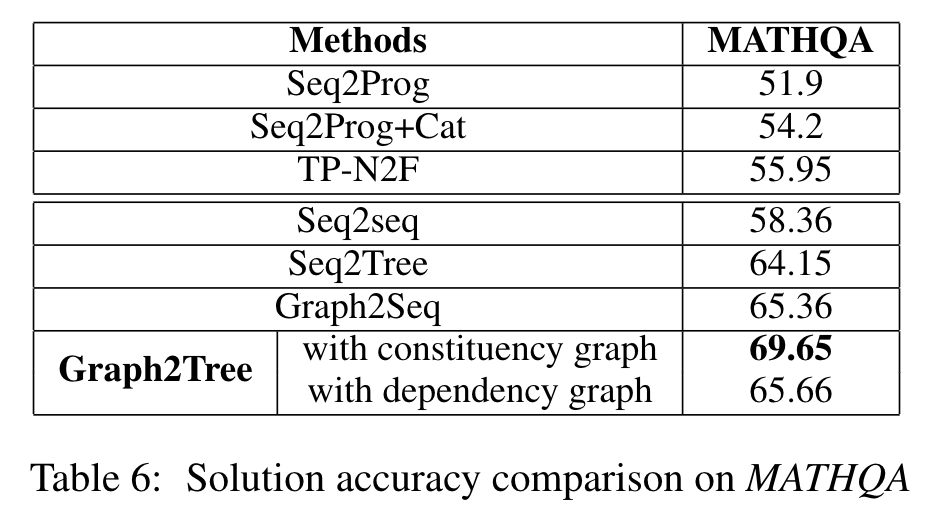 Methods MATHQA
Seq2Prog 51.9
Seq2Prog+Cat 54.2
TP-N2F 55.95
Seq2seq 58.36
Seq2Tree 64.15
Graph2Seq 65.36
Graph2Tree with constituency graph 69.65
with dependency graph 65.66
Table 6: Solution accuracy comparison on MATHQA